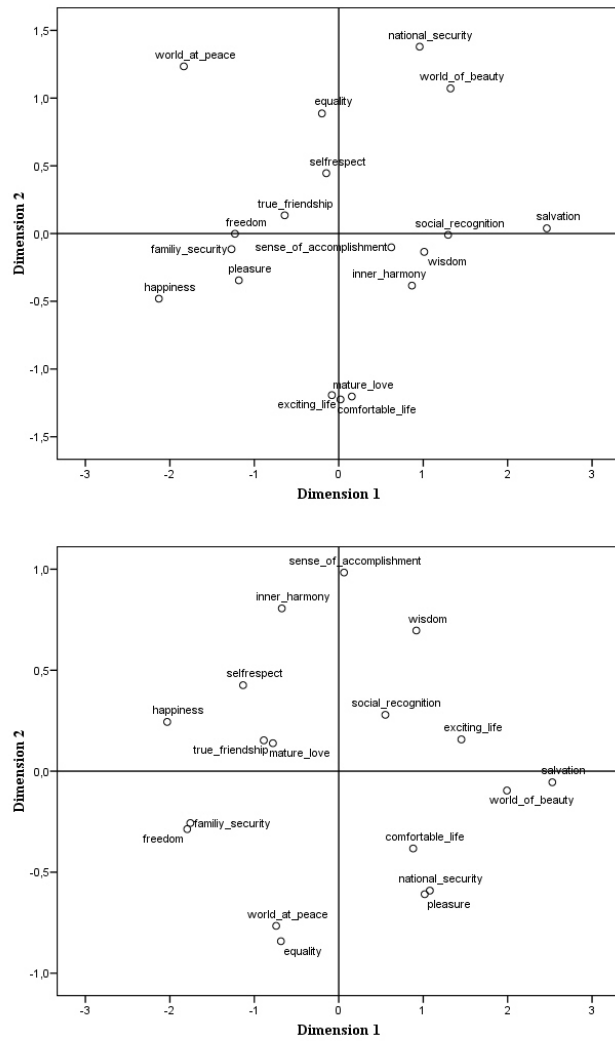 1,5
national_security
world_at_peace
world_of_beauty
1,0
equality
0,5
selfrespect
true_friendship
freedom
social_recognition
salvation
0,0
familiy_security
sense_of_accomplishment
wisdom
pleasure
inner_harmony
happiness
-0,5
-1,0
mature_love
exciting_life
comfortable_life
-1,5
Dimension 2
-3 -2 -1 0 1 2 3
Dimension 1
sense_of_accomplishment
1,0
inner_harmony
wisdom
selfrespect
0,5
happiness
social_recognition
exciting_life
true_friendship
mature_love
0,0
salvation
world_of_beauty
familiy_security
freedom
comfortable_life
-0,5
national_security
pleasure
world_at_peace
equality
-1,0
Dimension 2
-3 -2 -1 0 1 2 3
Dimension 1